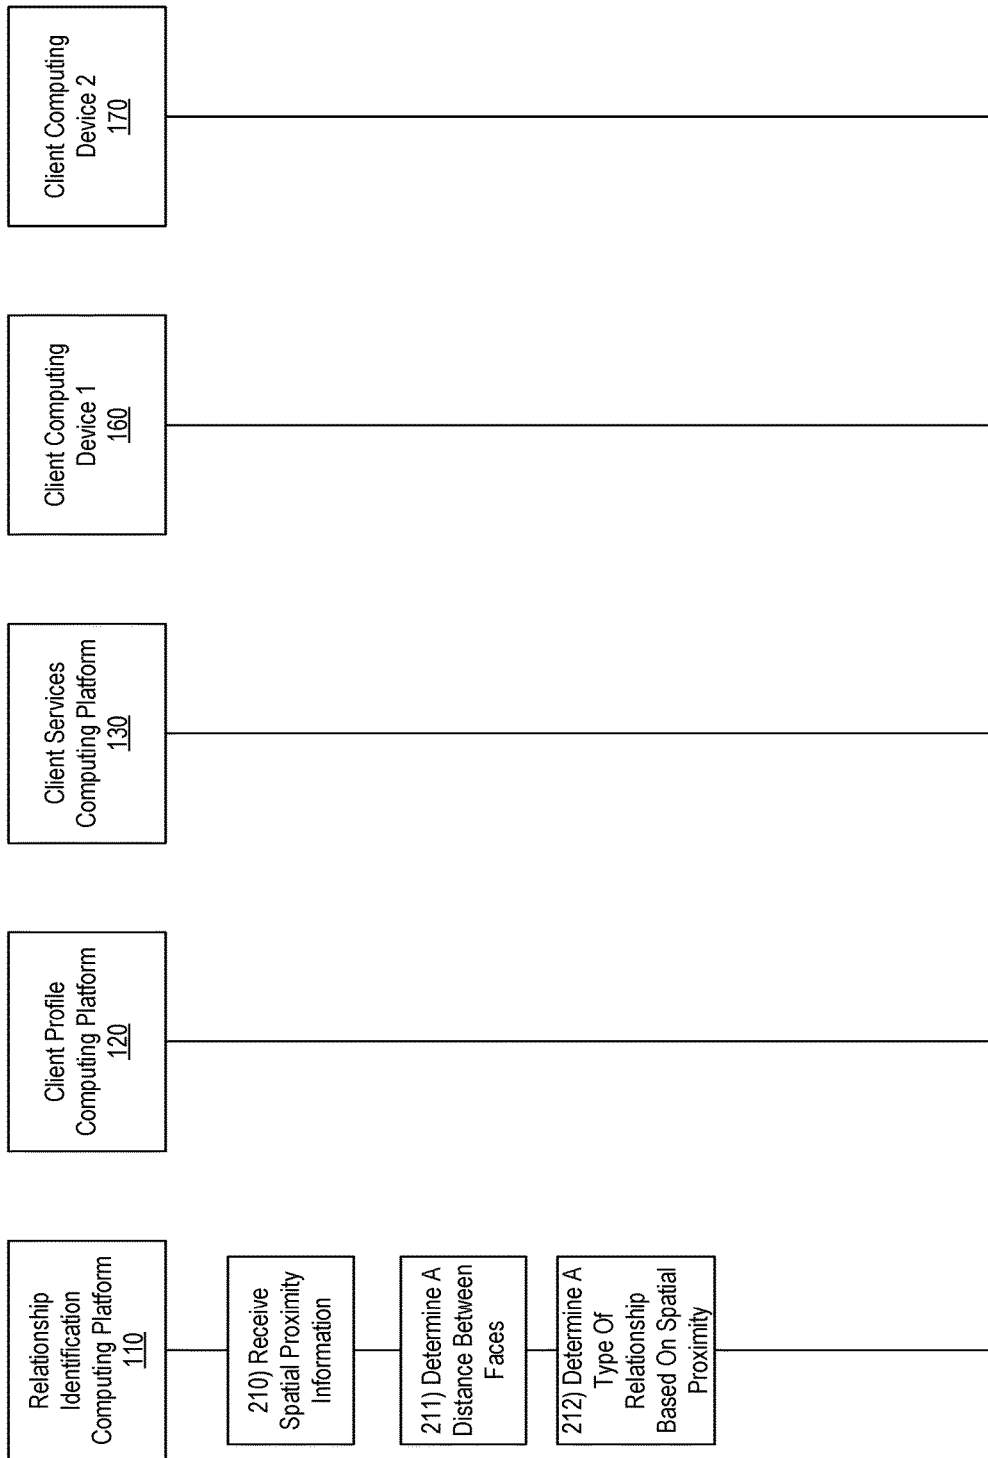 Relationship
Identification
Computing Platform
110
Client Profile
Computing Platform
120
Client Services
Computing Platform
130
Client Computing
Device 1
160
Client Computing
Device 2
170
210) Receive
Spatial Proximity
Information
211) Determine A
Distance Between
Faces
212) Determine A
Type Of
Relationship
Based On Spatial
Proximity